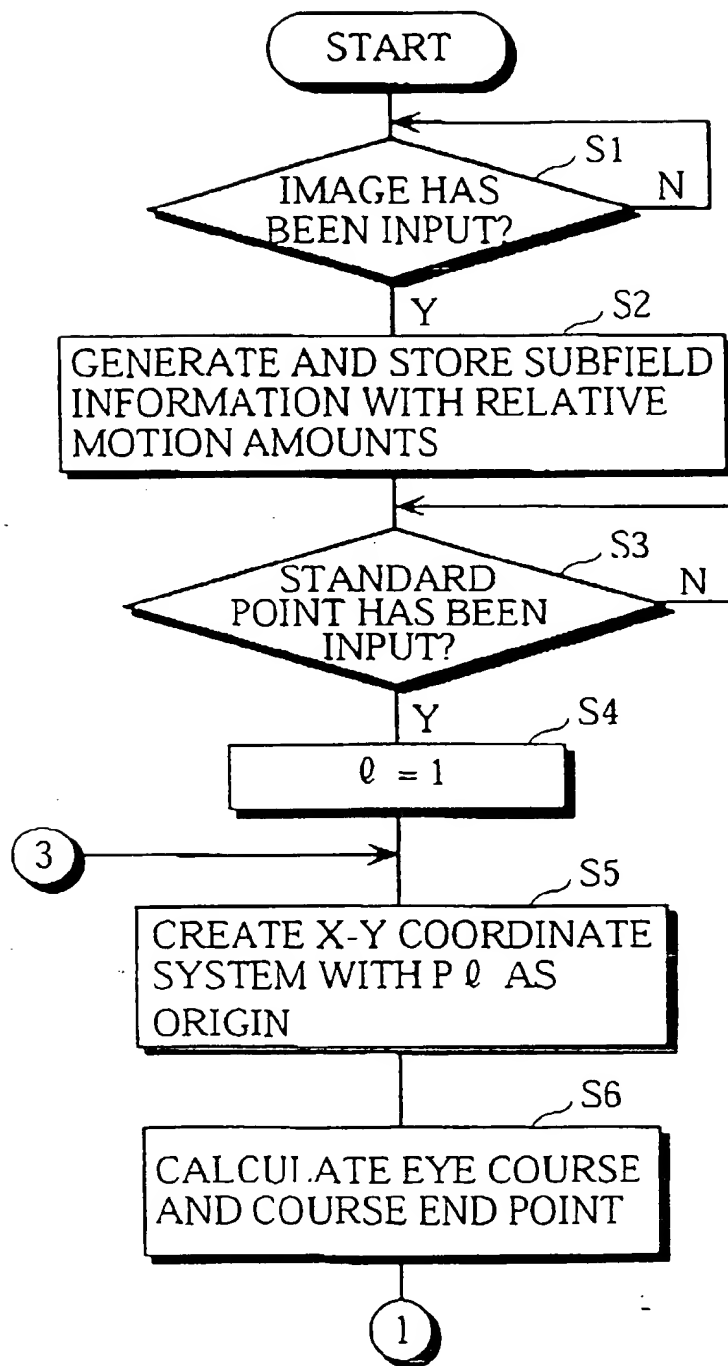 START
S1
IMAGE HAS
BEEN INPUT?
N
Y
S2
GENERATE AND STORE SUBFIELD
INFORMATION WITH RELATIVE
MOTION AMOUNTS
S3
STANDARD
POINT HAS BEEN
INPUT?
N
Y
S4
ℓ = 1
3
S5
CREATE X-Y COORDINATE
SYSTEM WITH P ℓ AS
ORIGIN
S6
CALCULATE EYE COURSE
AND COURSE END POINT
1